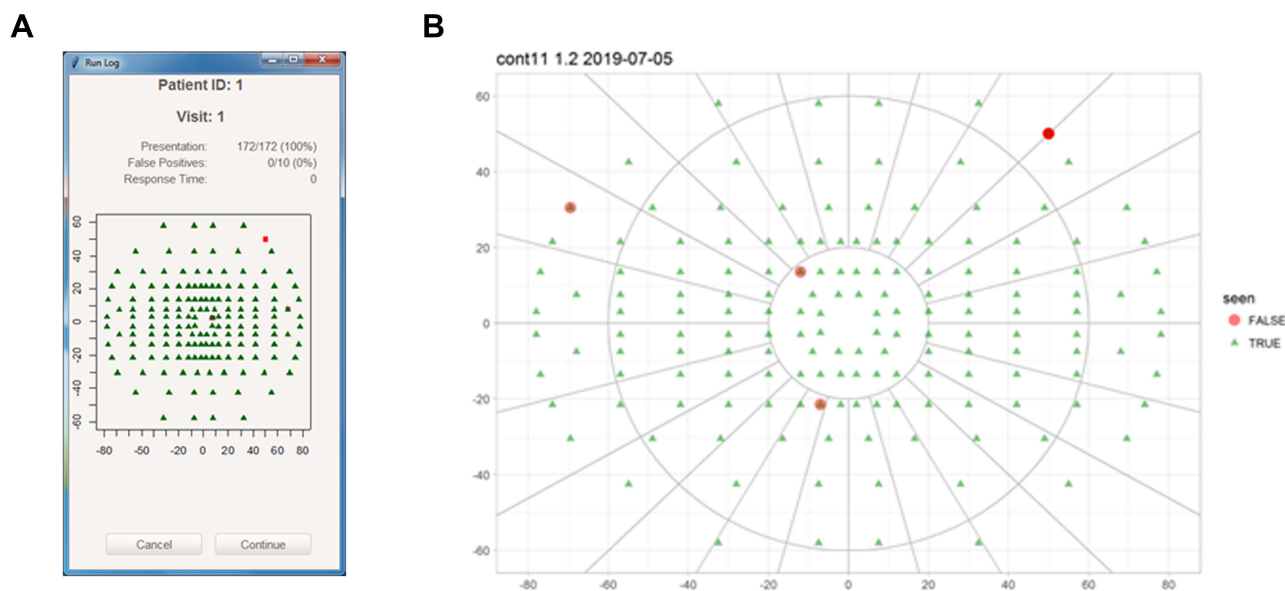 A
Run Log
Patient ID: 1
Visit: 1
Presentation: 172/172 (100%)
False Positives: 0/10 (0%)
Response Time: 0
60
40
20
0
-20
-40
-60
-80 -50 -20 0 20 40 60 80
Cancel Continue
B
cont11 1.2 2019-07-05
60
40
20
0
-20
-40
-60
-80 -60 -40 -20 0 20 40 60 80
seen
FALSE
TRUE